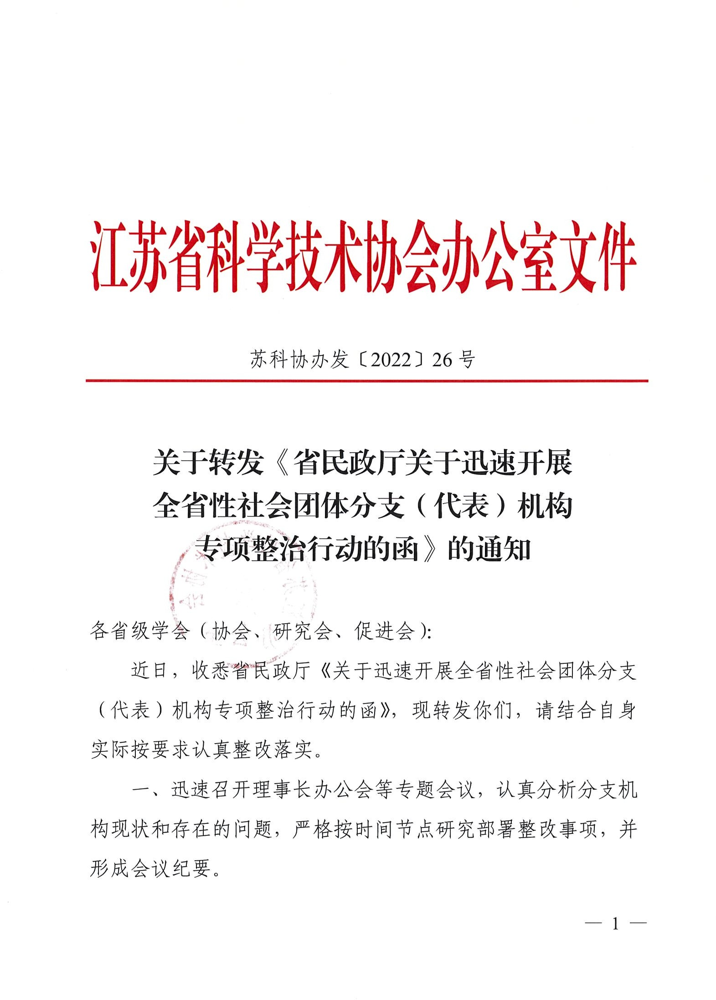 江苏省科学技术协会办公室文件
苏科协办发〔2022〕26号
关于转发《省民政厅关于迅速开展
全省性社会团体分支（代表）机构
专项整治行动的函》的通知
各省级学会（协会、研究会、促进会）：
近日，收悉省民政厅《关于迅速开展全省性社会团体分支
（代表）机构专项整治行动的函》，现转发你们，请结合自身
实际按要求认真整改落实。
一、迅速召开理事长办公会等专题会议，认真分析分支机
构现状和存在的问题，严格按时间节点研究部署整改事项，并
形成会议纪要。
— 1 —